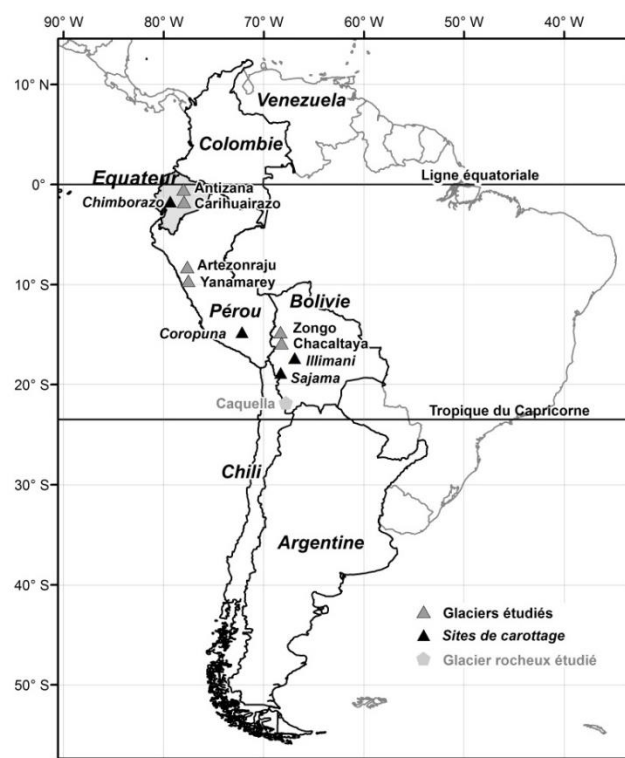 90° W 80° W 70° W 60° W 50° W 40° W
10° N
Venezuela
Colombie
Equateur
Ligne équatoriale
0°
Antizana
Chimborazo
Carihuairazo
10° S
Artezonraju
Yanamarey
Bolivie
Pérou
Zongo
Coropuna
Chacaltaya
Illimani
Sajama
20° S
Caquella
Tropique du Capricorne
Chili
30° S
Argentine
40° S
Glaciers étudiés
Sites de carottage
Glacier rocheux étudié
50° S